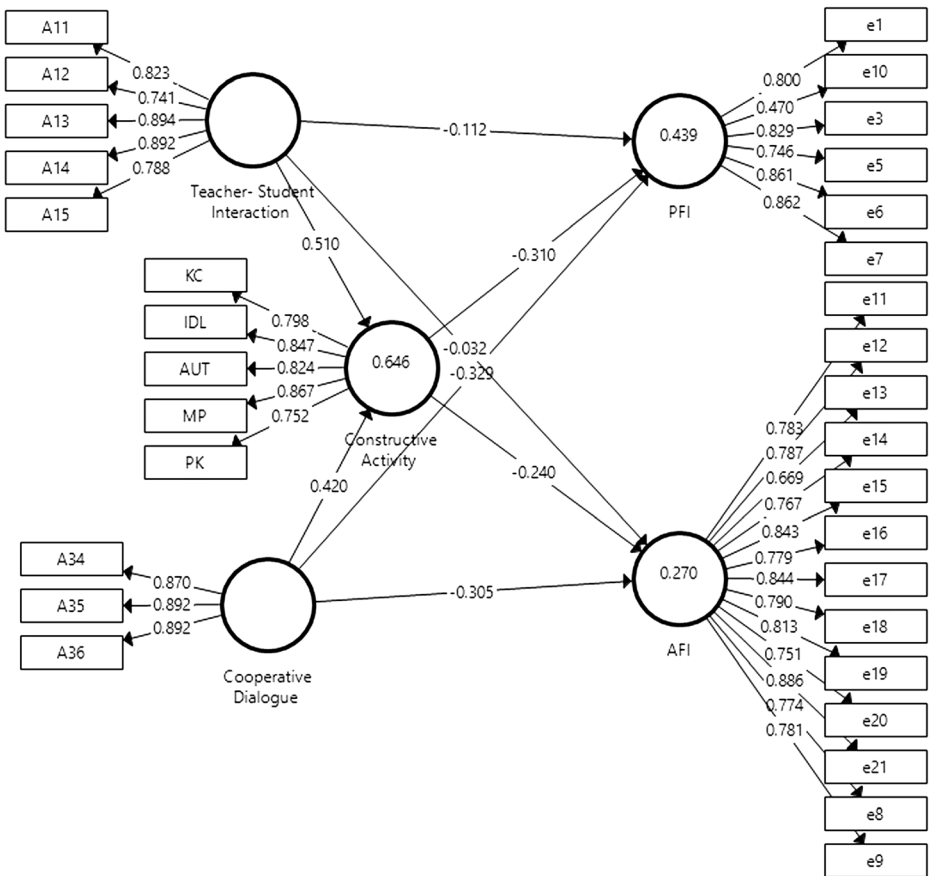 A11
A12
A13
A14
A15
0.823
0.741
0.894
0.892
0.788
Teacher- Student
Interaction
-0.112
0.510
KC
IDL
AUT
MP
PK
0.798
0.847
0.824
0.867
0.752
0.646
Constructive
Activity
-0.310
-0.032
-0.329
-0.240
0.420
A34
A35
A36
0.870
0.892
0.892
Cooperative
Dialogue
-0.305
0.439
PFI
0.800
0.470
0.829
0.746
0.861
0.862
e1
e10
e3
e5
e6
e7
0.270
AFI
0.783
0.787
0.669
0.767
0.843
0.779
0.844
0.790
0.813
0.751
0.886
0.774
0.781
e11
e12
e13
e14
e15
e16
e17
e18
e19
e20
e21
e8
e9